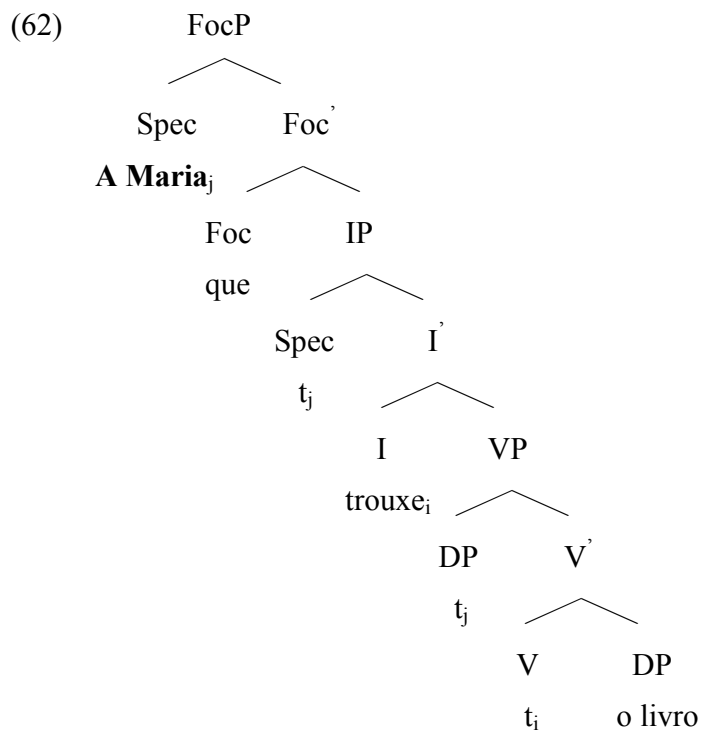 (62) FocP
Spec Foc’
A Mariaj
Foc IP
que
Spec I’
tj
I VP
trouxei
DP V’
tj
V DP
ti o livro